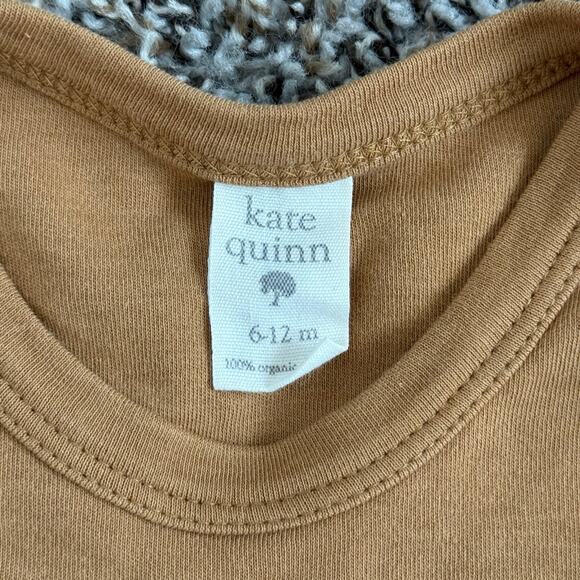 kate
quinn
6-12 m
100% organic